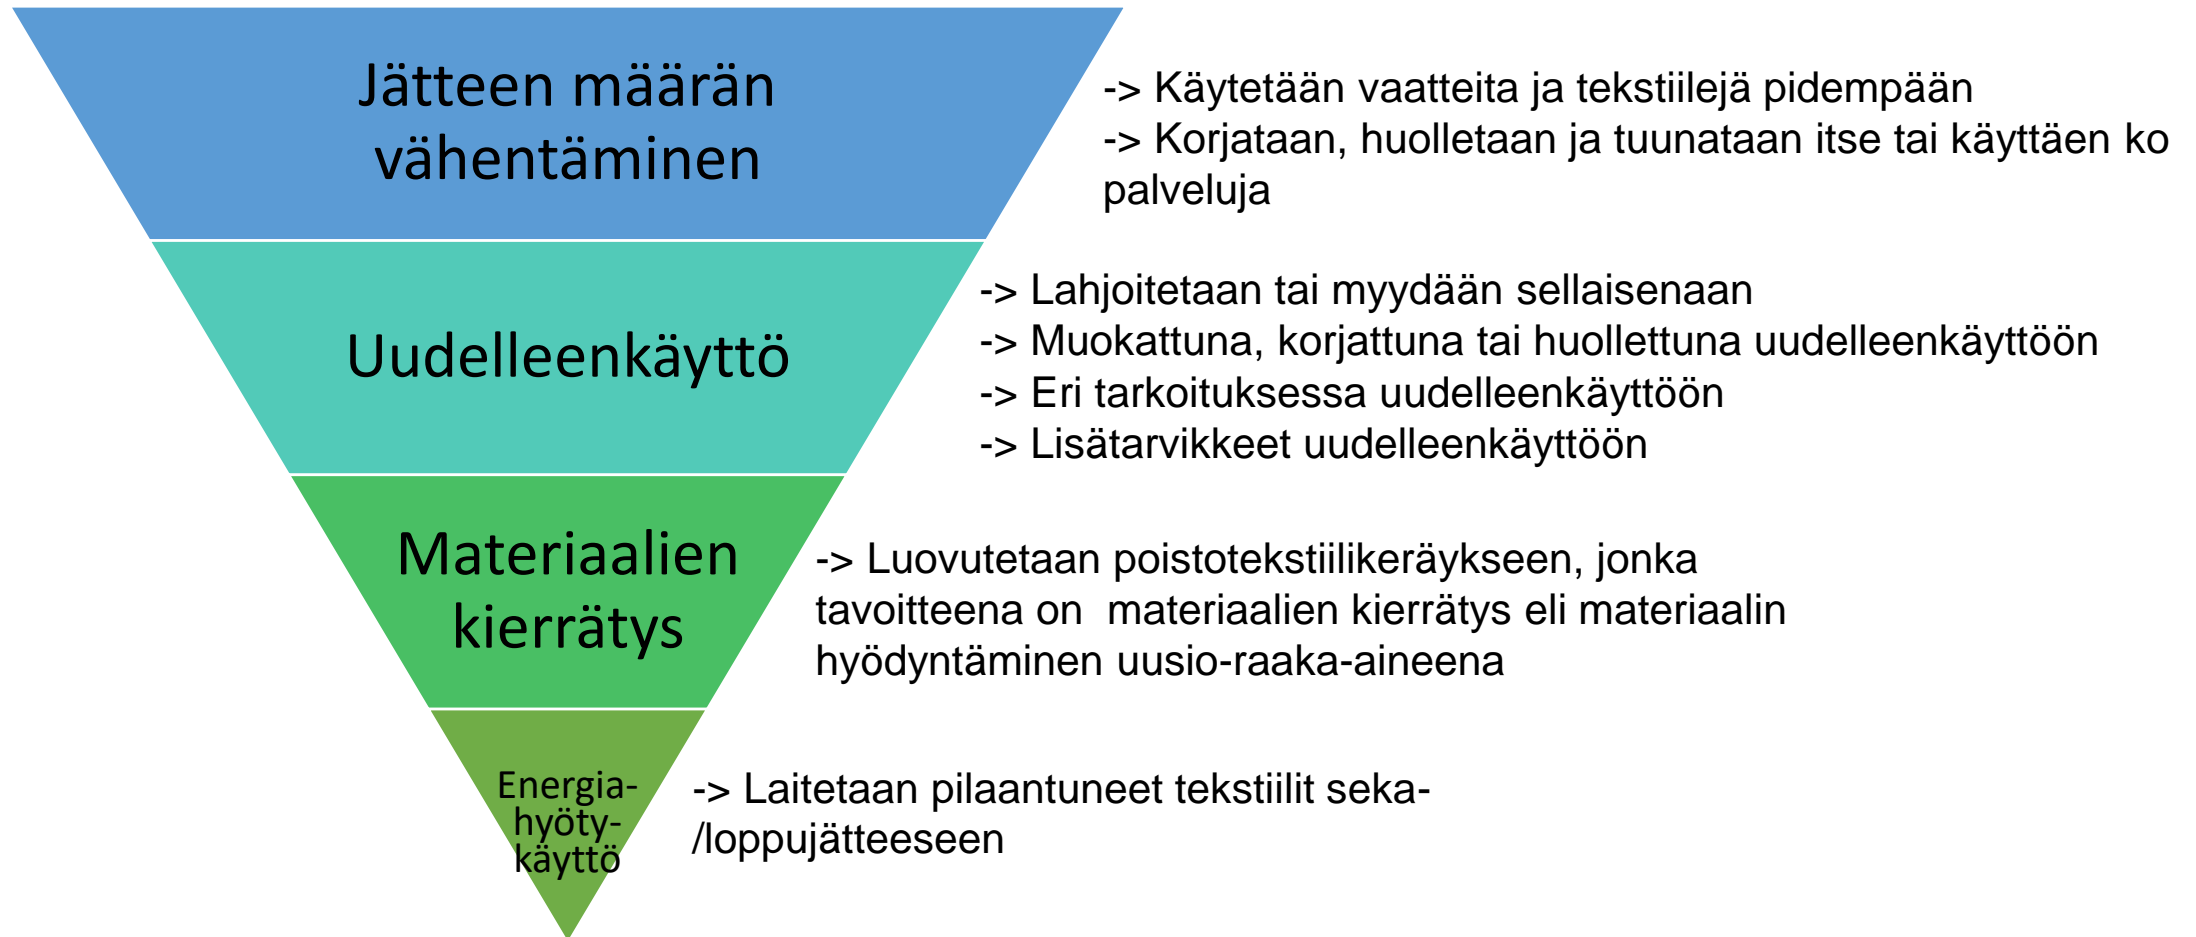 Jätteen määrän
vähentäminen
-> Käytetään vaatteita ja tekstiilejä pidempään
-> Korjataan, huolletaan ja tuunataan itse tai käyttäen ko
palveluja
Uudelleenkäyttö
-> Lahjoitetaan tai myydään sellaisenaan
-> Muokattuna, korjattuna tai huollettuna uudelleenkäyttöön
-> Eri tarkoituksessa uudelleenkäyttöön
-> Lisätarvikkeet uudelleenkäyttöön
Materiaalien
kierrätys
-> Luovutetaan poistotekstiilikeräykseen, jonka
tavoitteena on  materiaalien kierrätys eli materiaalin
hyödyntäminen uusio-raaka-aineena
Energia-
hyöty-
käyttö
-> Laitetaan pilaantuneet tekstiilit seka-
/loppujätteeseen